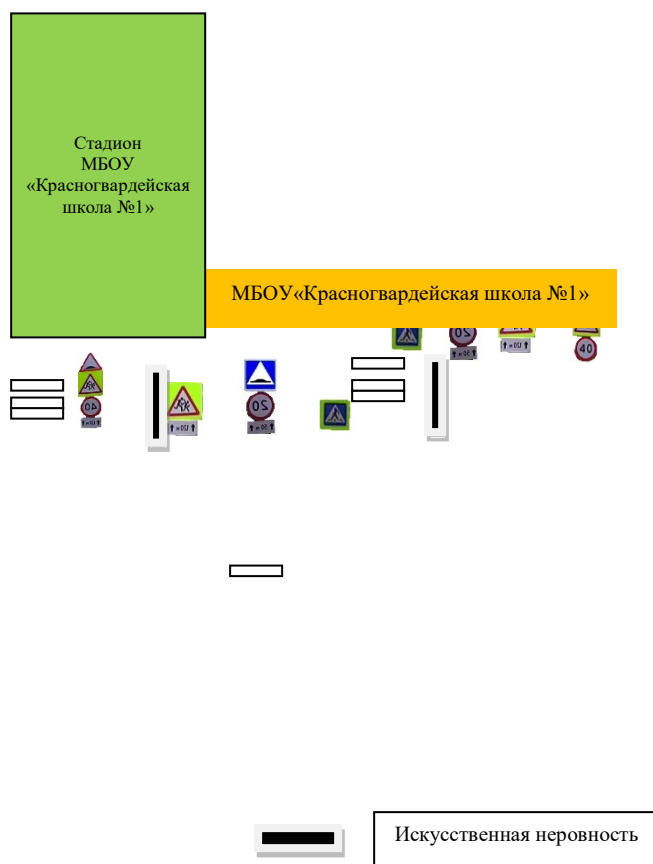 Стадион
МБОУ
«Красногвардейская
школа №1»
МБОУ«Красногвардейская школа №1»
20
40
40
20
Искусственная неровность